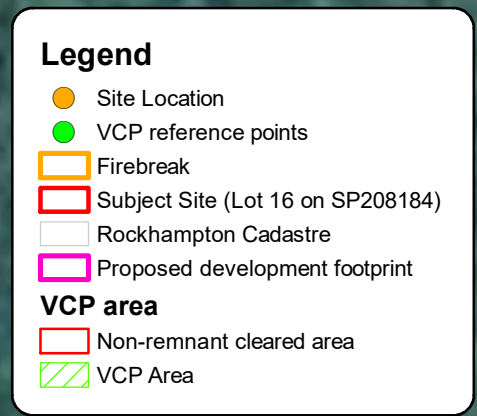 Legend
Site Location
VCP reference points
Firebreak
Subject Site (Lot 16 on SP208184)
Rockhampton Cadastre
Proposed development footprint
VCP area
Non-remnant cleared area
VCP Area